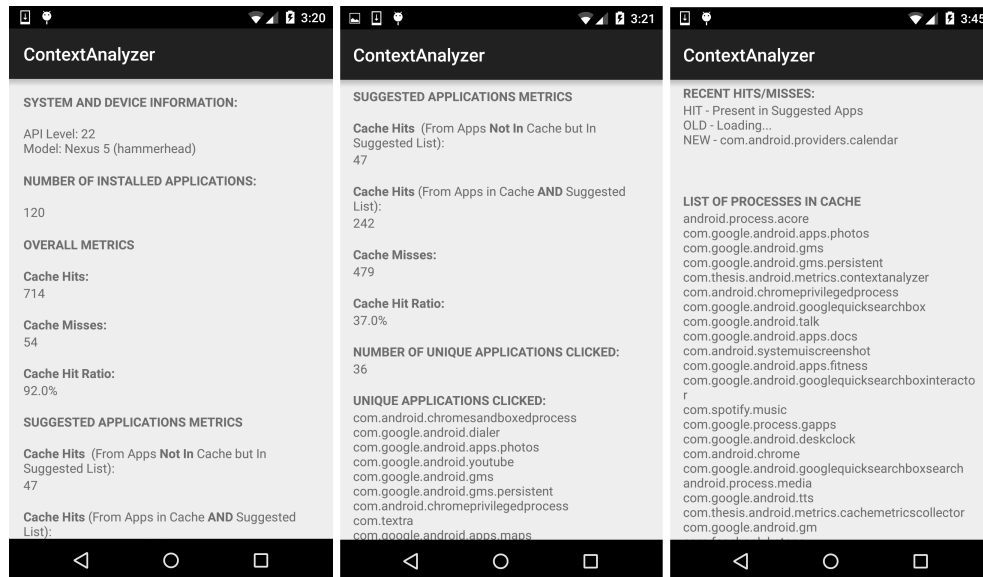 3:20
ContextAnalyzer
SYSTEM AND DEVICE INFORMATION:
API Level: 22
Model: Nexus 5 (hammerhead)
NUMBER OF INSTALLED APPLICATIONS:
120
OVERALL METRICS
Cache Hits:
714
Cache Misses:
54
Cache Hit Ratio:
92.0%
SUGGESTED APPLICATIONS METRICS
Cache Hits (From Apps Not In Cache but In
Suggested List):
47
Cache Hits (From Apps in Cache AND Suggested
List):
3:21
ContextAnalyzer
SUGGESTED APPLICATIONS METRICS
Cache Hits (From Apps Not In Cache but In
Suggested List):
47
Cache Hits (From Apps in Cache AND Suggested
List):
242
Cache Misses:
479
Cache Hit Ratio:
37.0%
NUMBER OF UNIQUE APPLICATIONS CLICKED:
36
UNIQUE APPLICATIONS CLICKED:
com.android.chromesandboxedprocess
com.google.android.dialer
com.google.android.apps.photos
com.google.android.youtube
com.google.android.gms
com.google.android.gms.persistent
com.android.chromeprivilegedprocess
com.textra
com.google.android.apps.maps
3:45
ContextAnalyzer
RECENT HITS/MISSES:
HIT - Present in Suggested Apps
OLD - Loading...
NEW - com.android.providers.calendar
LIST OF PROCESSES IN CACHE
android.process.acore
com.google.android.apps.photos
com.google.android.gms
com.google.android.gms.persistent
com.thesis.android.metrics.contextanalyzer
com.android.chromeprivilegedprocess
com.google.android.googlequicksearchbox
com.google.android.talk
com.google.android.apps.docs
com.android.systemuiscreenshot
com.google.android.apps.fitness
com.google.android.googlequicksearchboxinteracto
r
com.spotify.music
com.google.process.gapps
com.google.android.deskclock
com.android.chrome
com.google.android.googlequicksearchboxsearch
android.process.media
com.google.android.tts
com.thesis.android.metrics.cachemetricscollector
com.google.android.gm